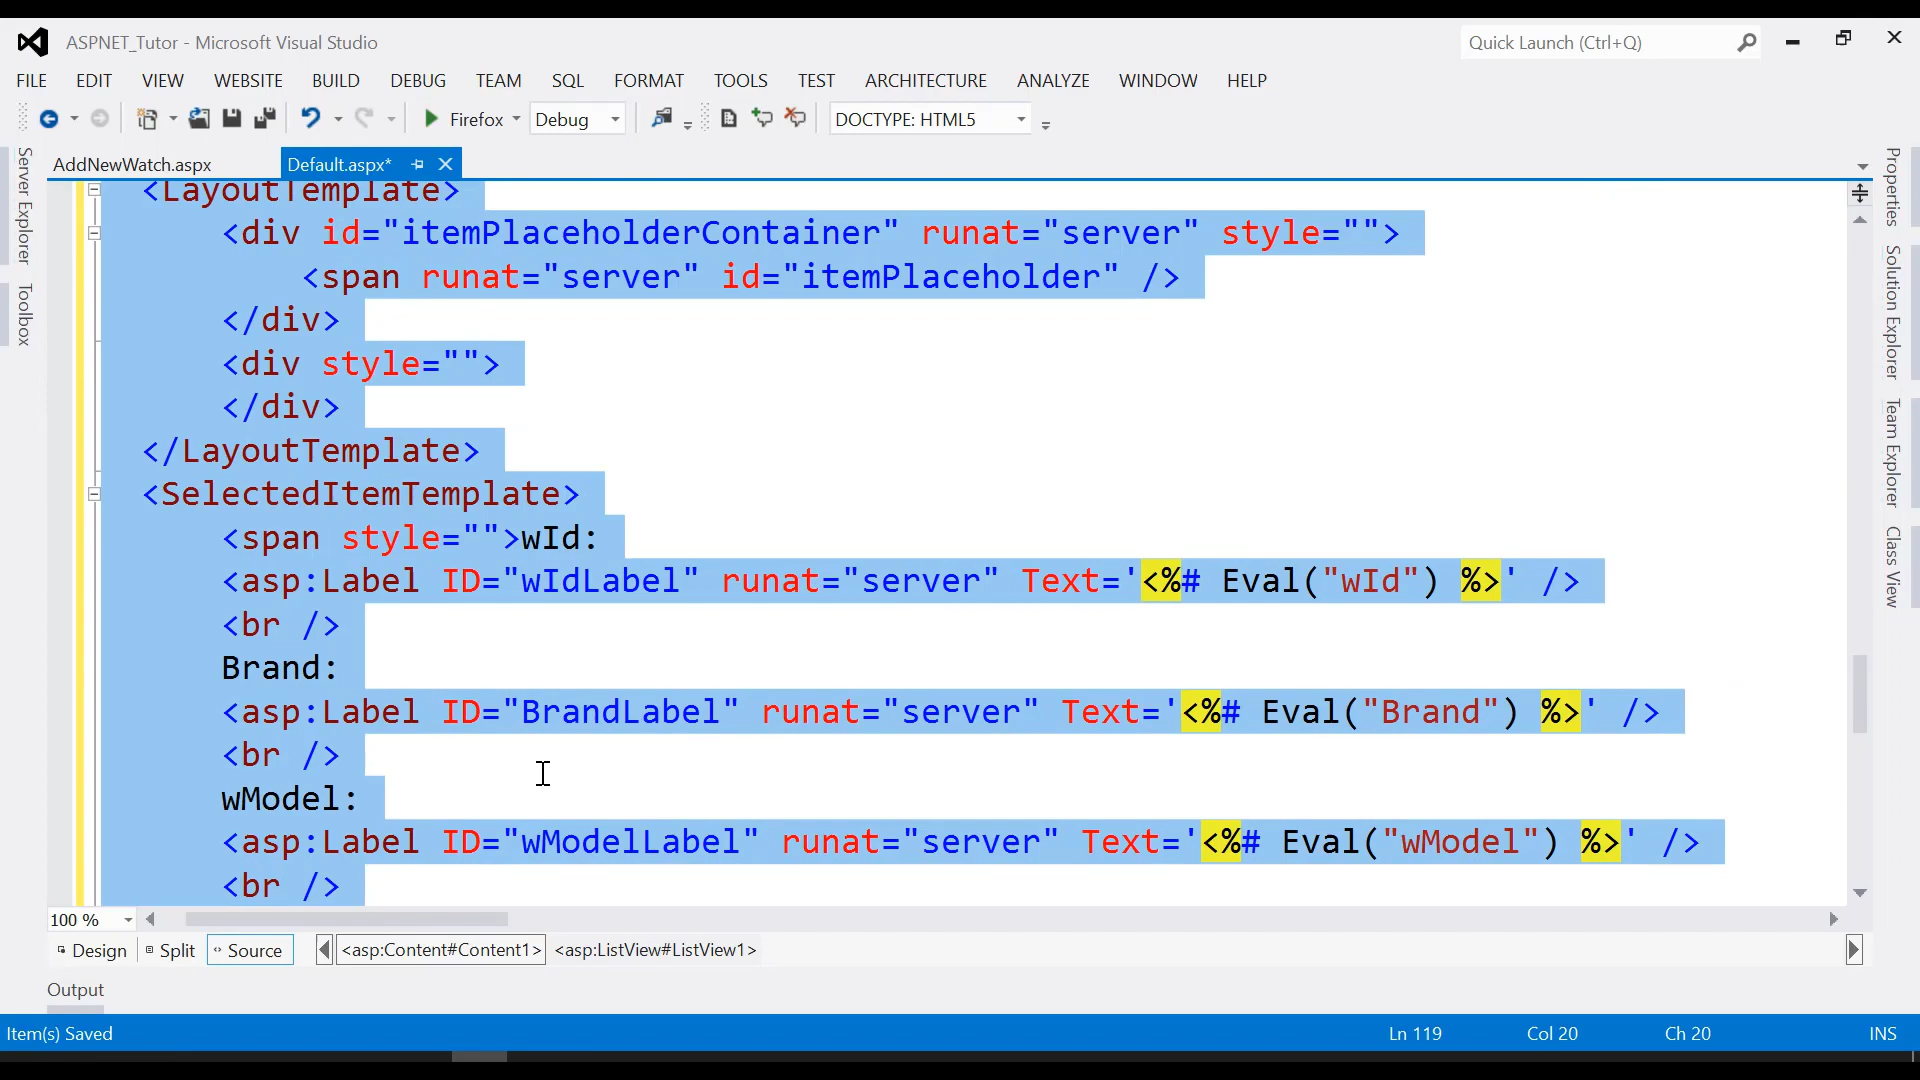 ASPNET_Tutor - Microsoft Visual Studio
Quick Launch (Ctrl+Q)
FILE EDIT VIEW WEBSITE BUILD DEBUG TEAM SQL FORMAT TOOLS TEST ARCHITECTURE ANALYZE WINDOW HELP
Firefox Debug DOCTYPE: HTML5
AddNewWatch.aspx Default.aspx*
Server Explorer
Toolbox
<LayoutTemplate>
<div id="itemPlaceholderContainer" runat="server" style="">
<span runat="server" id="itemPlaceholder" />
</div>
<div style="">
</div>
</LayoutTemplate>
<SelectedItemTemplate>
<span style="">wId:
<asp:Label ID="wIdLabel" runat="server" Text='<%# Eval("wId") %>' />
<br />
Brand:
<asp:Label ID="BrandLabel" runat="server" Text='<%# Eval("Brand") %>' />
<br />
wModel:
<asp:Label ID="wModelLabel" runat="server" Text='<%# Eval("wModel") %>' />
<br />
Properties
Solution Explorer
Team Explorer
Class View
100 %
Design Split Source <asp:Content#Content1> <asp:ListView#ListView1>
Output
Item(s) Saved Ln 119 Col 20 Ch 20 INS